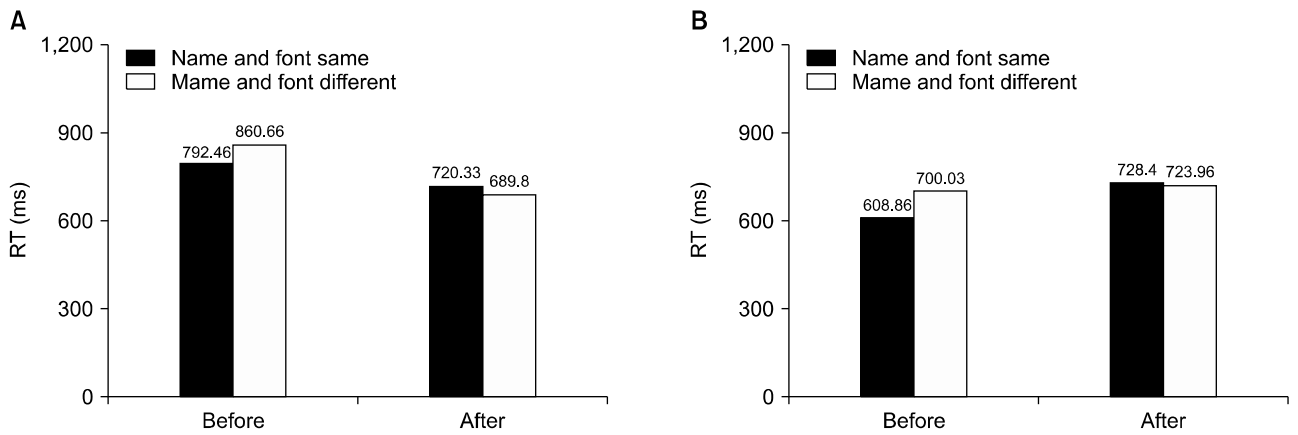 A
1,200
900
600
300
0
RT (ms)
Name and font same
Mame and font different
792.46
860.66
720.33
689.8
Before
After
B
1,200
900
600
300
0
RT (ms)
Name and font same
Mame and font different
608.86
700.03
728.4
723.96
Before
After